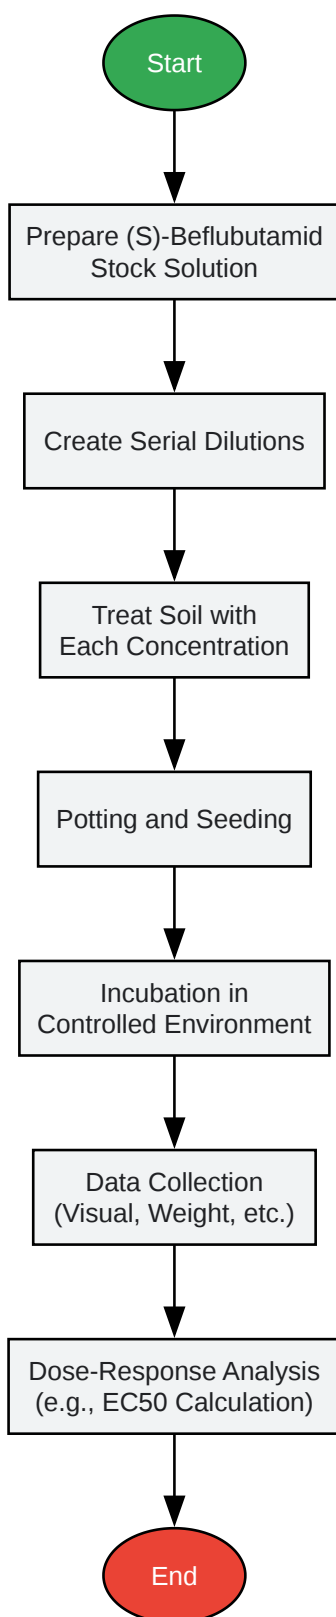 Start
Prepare (S)-Beflubutamid
Stock Solution
Create Serial Dilutions
Treat Soil with
Each Concentration
Potting and Seeding
Incubation in
Controlled Environment
Data Collection
(Visual, Weight, etc.)
Dose-Response Analysis
(e.g., EC50 Calculation)
End